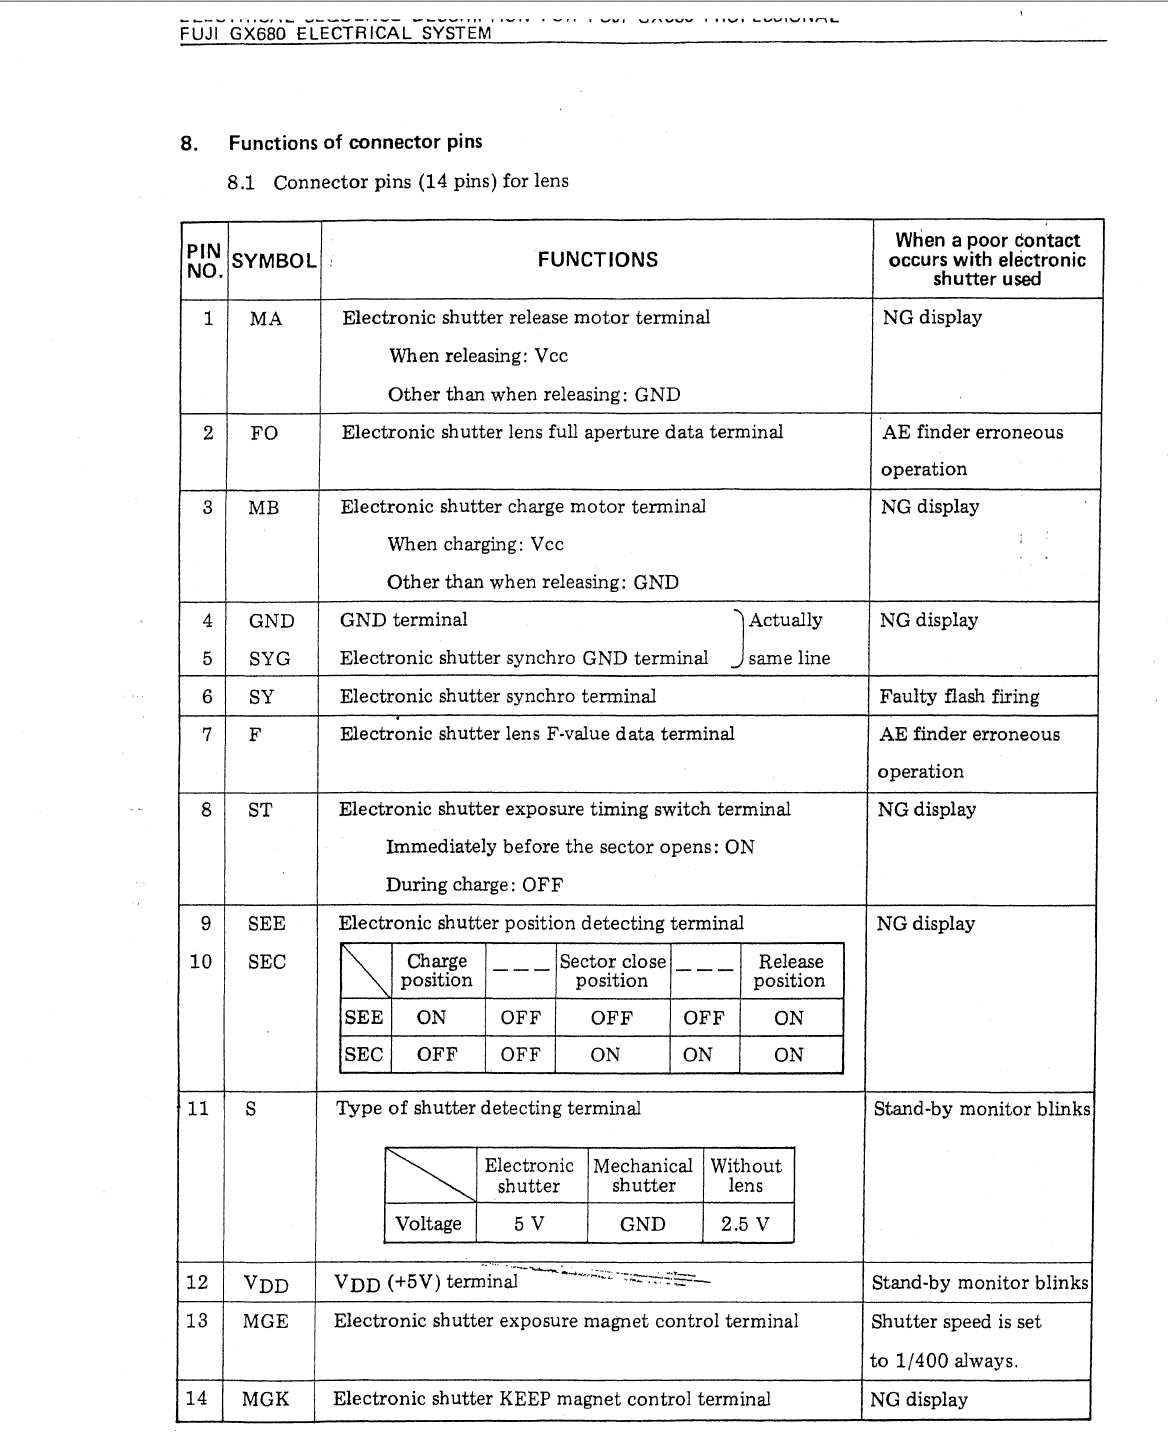 FUJI GX680 ELECTRICAL SYSTEM
8. Functions of connector pins
8.1 Connector pins (14 pins) for lens
PIN NO. SYMBOL FUNCTIONS When a poor contact occurs with electronic shutter used
1 MA Electronic shutter release motor terminal NG display
When releasing: Vcc
Other than when releasing: GND
2 FO Electronic shutter lens full aperture data terminal AE finder erroneous
operation
3 MB Electronic shutter charge motor terminal NG display
When charging: Vcc
Other than when releasing: GND
4 GND GND terminal Actually NG display
5 SYG Electronic shutter synchro GND terminal same line
6 SY Electronic shutter synchro terminal Faulty flash firing
7 F Electronic shutter lens F-value data terminal AE finder erroneous
operation
8 ST Electronic shutter exposure timing switch terminal NG display
Immediately before the sector opens: ON
During charge: OFF
9 SEE Electronic shutter position detecting terminal NG display
10 SEC
Charge position --- Sector close position --- Release position
SEE ON OFF OFF OFF ON
SEC OFF OFF ON ON ON
11 S Type of shutter detecting terminal Stand-by monitor blinks
Electronic shutter Mechanical shutter Without lens
Voltage 5 V GND 2.5 V
12 VDD VDD (+5V) terminal Stand-by monitor blinks
13 MGE Electronic shutter exposure magnet control terminal Shutter speed is set
to 1/400 always.
14 MGK Electronic shutter KEEP magnet control terminal NG display